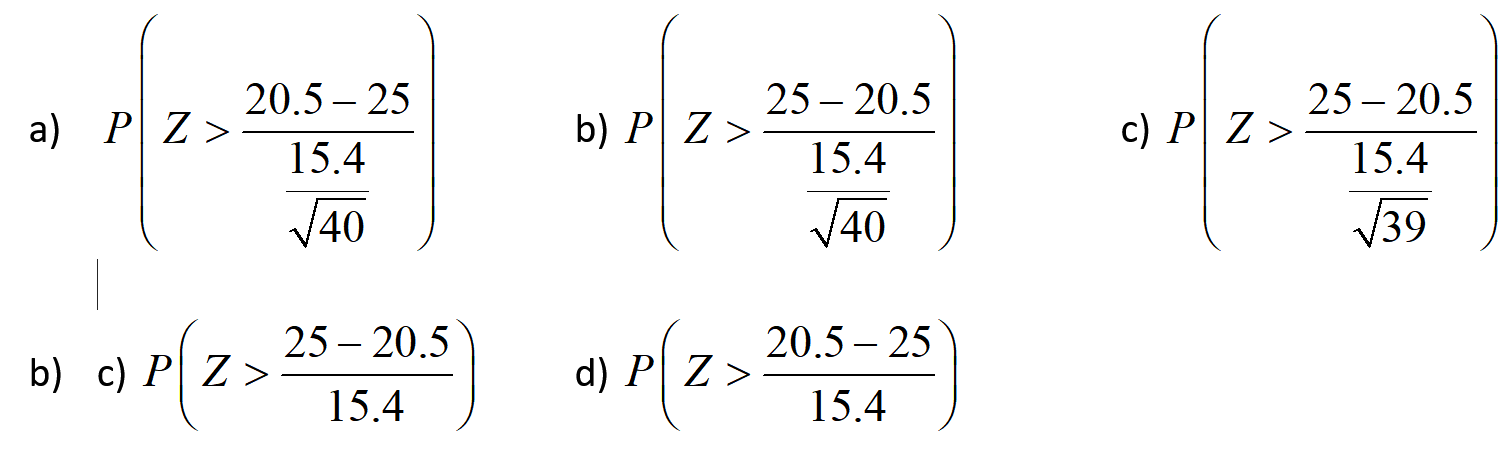 a) P( Z > (20.5 – 25) / (15.4 / √40) ) b) P( Z > (25 – 20.5) / (15.4 / √40) ) c) P( Z > (25 – 20.5) / (15.4 / √39) )
b) c) P( Z > (25 – 20.5) / 15.4 ) d) P( Z > (20.5 – 25) / 15.4 )